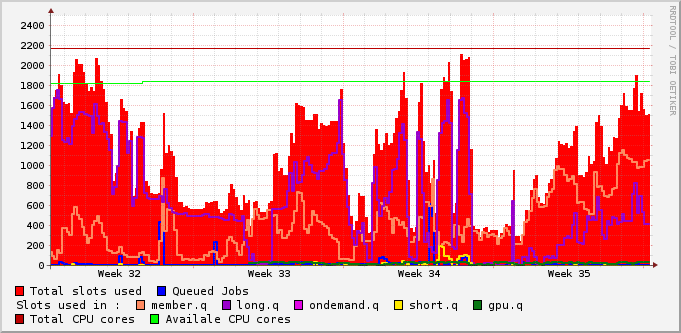 RRDTOOL / TOBI OETIKER
2400
2200
2000
1800
1600
1400
1200
1000
800
600
400
200
0
Week 32 Week 33 Week 34 Week 35
Total slots used Queued Jobs
Slots used in : member.q long.q ondemand.q short.q gpu.q
Total CPU cores Availale CPU cores